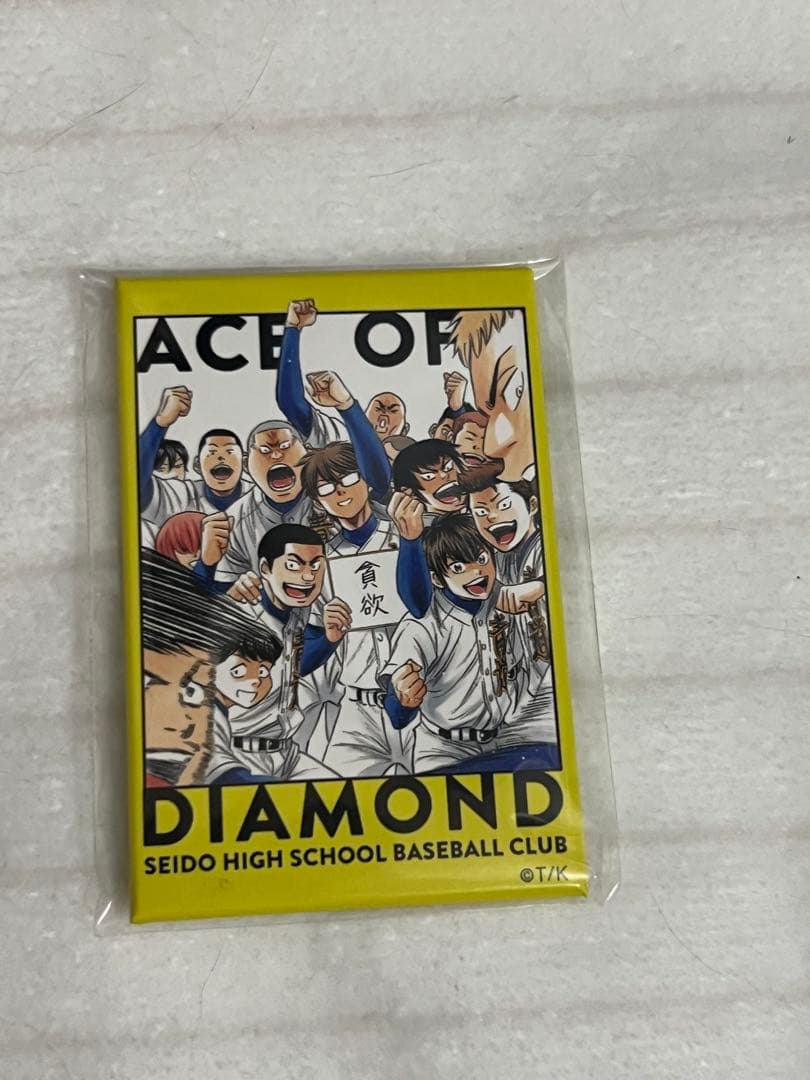 ACE OF
貪
欲
DIAMOND
SEIDO HIGH SCHOOL BASEBALL CLUB
©T/K